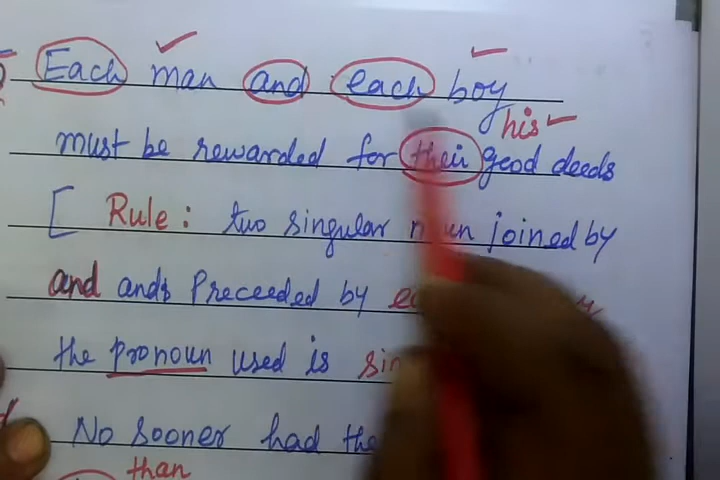 Each man and each boy
his
must be rewarded for their good deeds
[ Rule: two singular noun joined by
and ands Preceeded by
the pronoun used is
No sooner had the
than